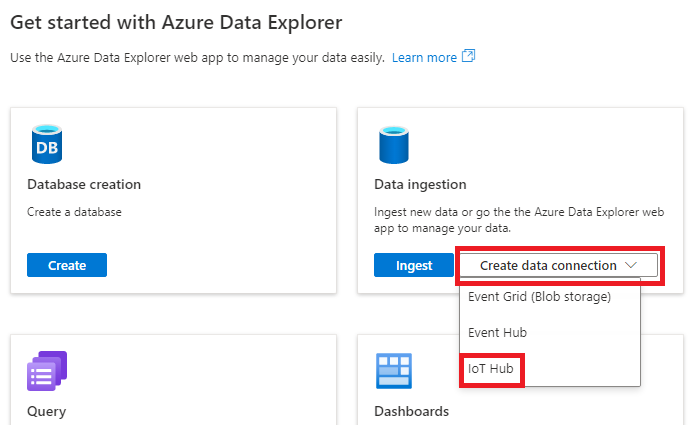 Get started with Azure Data Explorer
Use the Azure Data Explorer web app to manage your data easily. Learn more
DB
Database creation
Create a database
Create
Data ingestion
Ingest new data or go the the Azure Data Explorer web
app to manage your data.
Ingest
Create data connection
Event Grid (Blob storage)
Event Hub
IoT Hub
Query
Dashboards